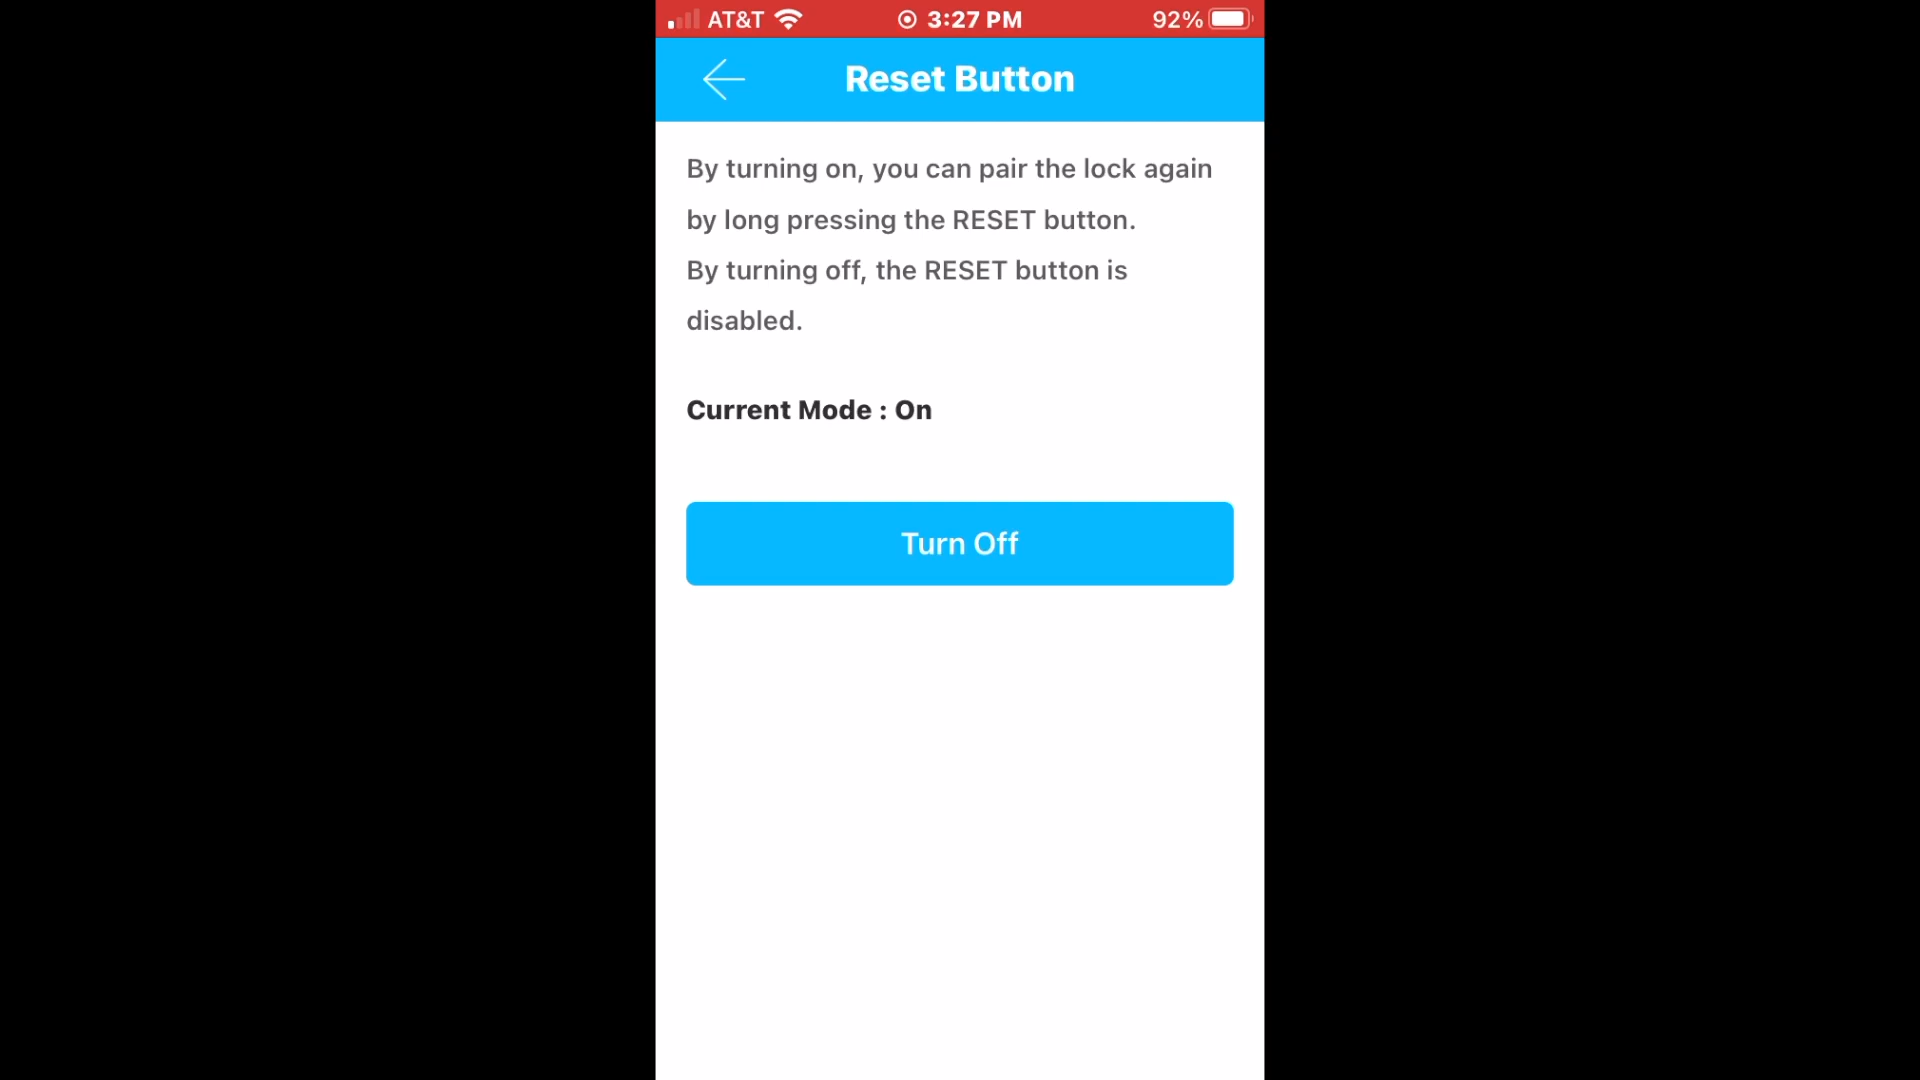 AT&T 3:27 PM 92%
Reset Button
By turning on, you can pair the lock again
by long pressing the RESET button.
By turning off, the RESET button is
disabled.
Current Mode : On
Turn Off